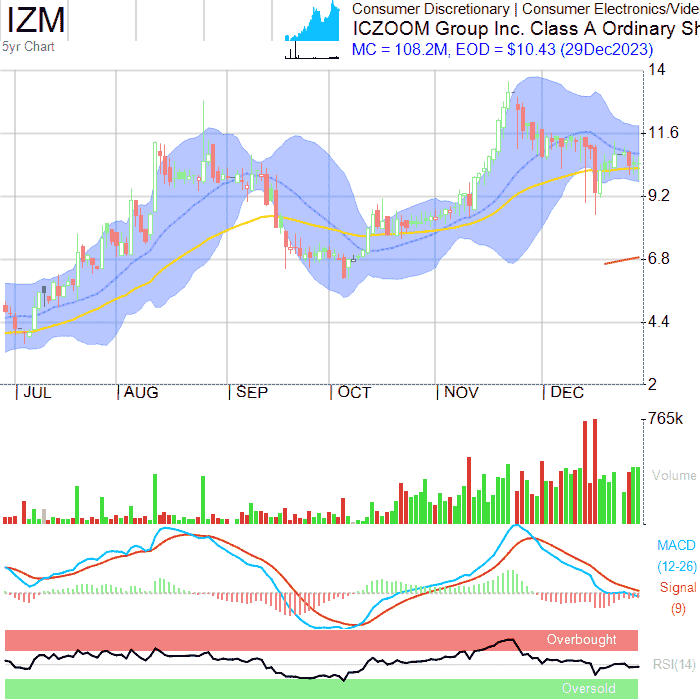 IZM
5yr Chart
Consumer Discretionary | Consumer Electronics/Vide
ICZOOM Group Inc. Class A Ordinary Sh
MC = 108.2M, EOD = $10.43 (29Dec2023)
14
11.6
9.2
6.8
4.4
2
JUL AUG SEP OCT NOV DEC
765k
Volume
MACD
(12-26)
Signal
(9)
Overbought
RSI(14)
Oversold